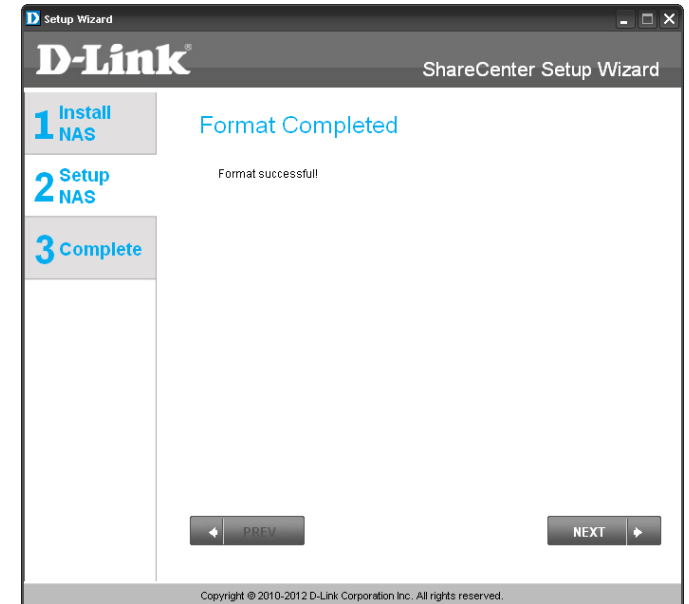 D Setup Wizard
D-Link®
ShareCenter Setup Wizard
1 Install
NAS
2 Setup
NAS
3 Complete
Format Completed
Format successful!
PREV
NEXT
Copyright © 2010-2012 D-Link Corporation Inc. All rights reserved.